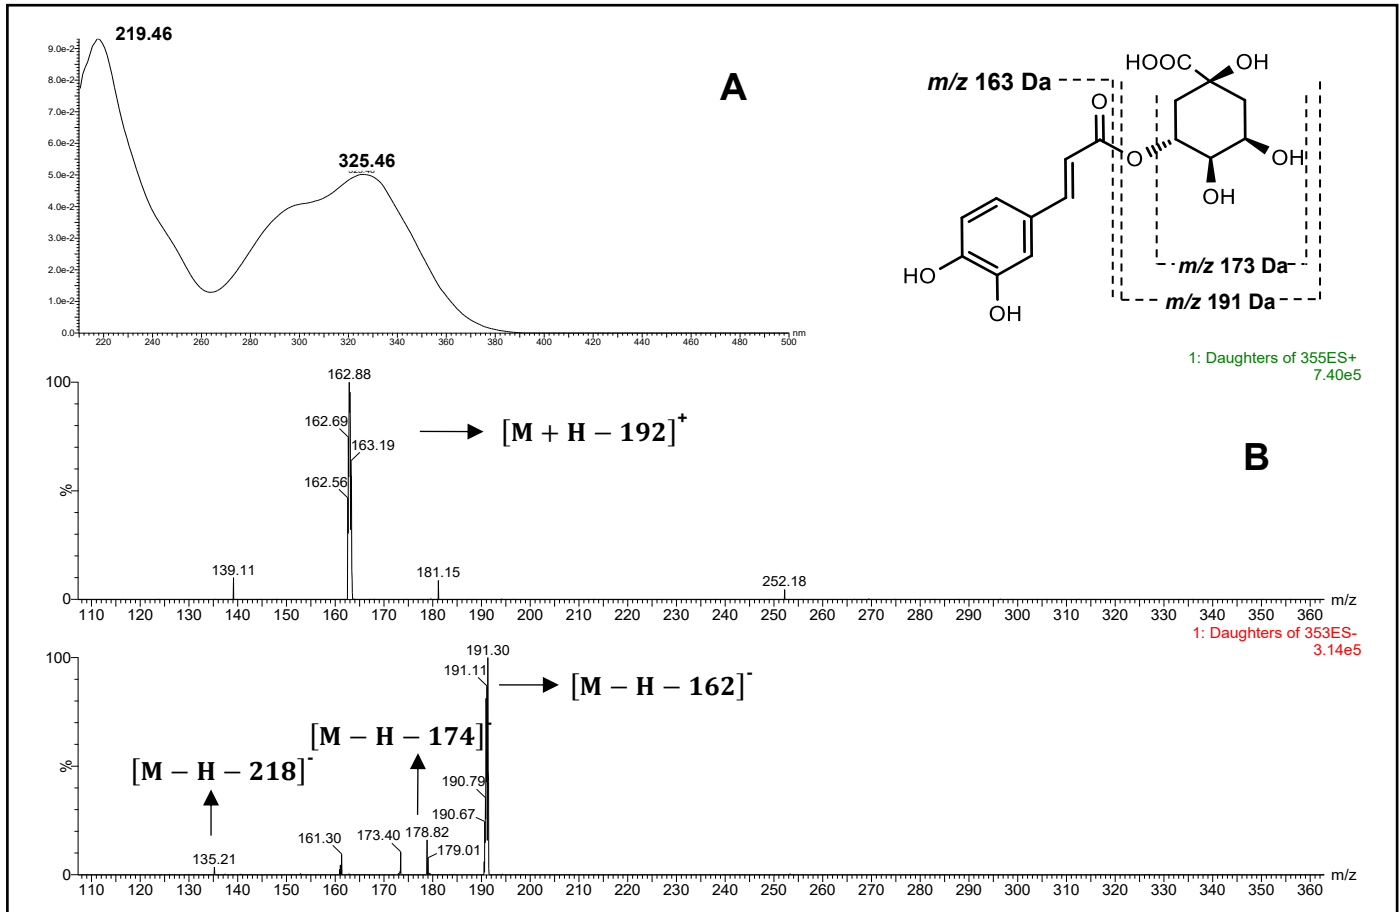 219.46
A
325.46
9.0e-2
8.0e-2
7.0e-2
6.0e-2
5.0e-2
4.0e-2
3.0e-2
2.0e-2
1.0e-2
0.0
220 240 260 280 300 320 340 360 380 400 420 440 460 480 500 nm
m/z 163 Da
HOOC OH
O
O
OH
OH
HO
OH
m/z 173 Da
m/z 191 Da
1: Daughters of 355ES+
7.40e5
100
%
0
162.88
162.69
163.19
162.56
[M + H − 192]+
B
139.11
181.15
252.18
110 120 130 140 150 160 170 180 190 200 210 220 230 240 250 260 270 280 290 300 310 320 330 340 350 360 m/z
1: Daughters of 353ES-
3.14e5
100
%
0
191.30
191.11
[M − H − 162]-
[M − H − 174]-
[M − H − 218]-
190.79
190.67
161.30
173.40
178.82
179.01
135.21
110 120 130 140 150 160 170 180 190 200 210 220 230 240 250 260 270 280 290 300 310 320 330 340 350 360 m/z